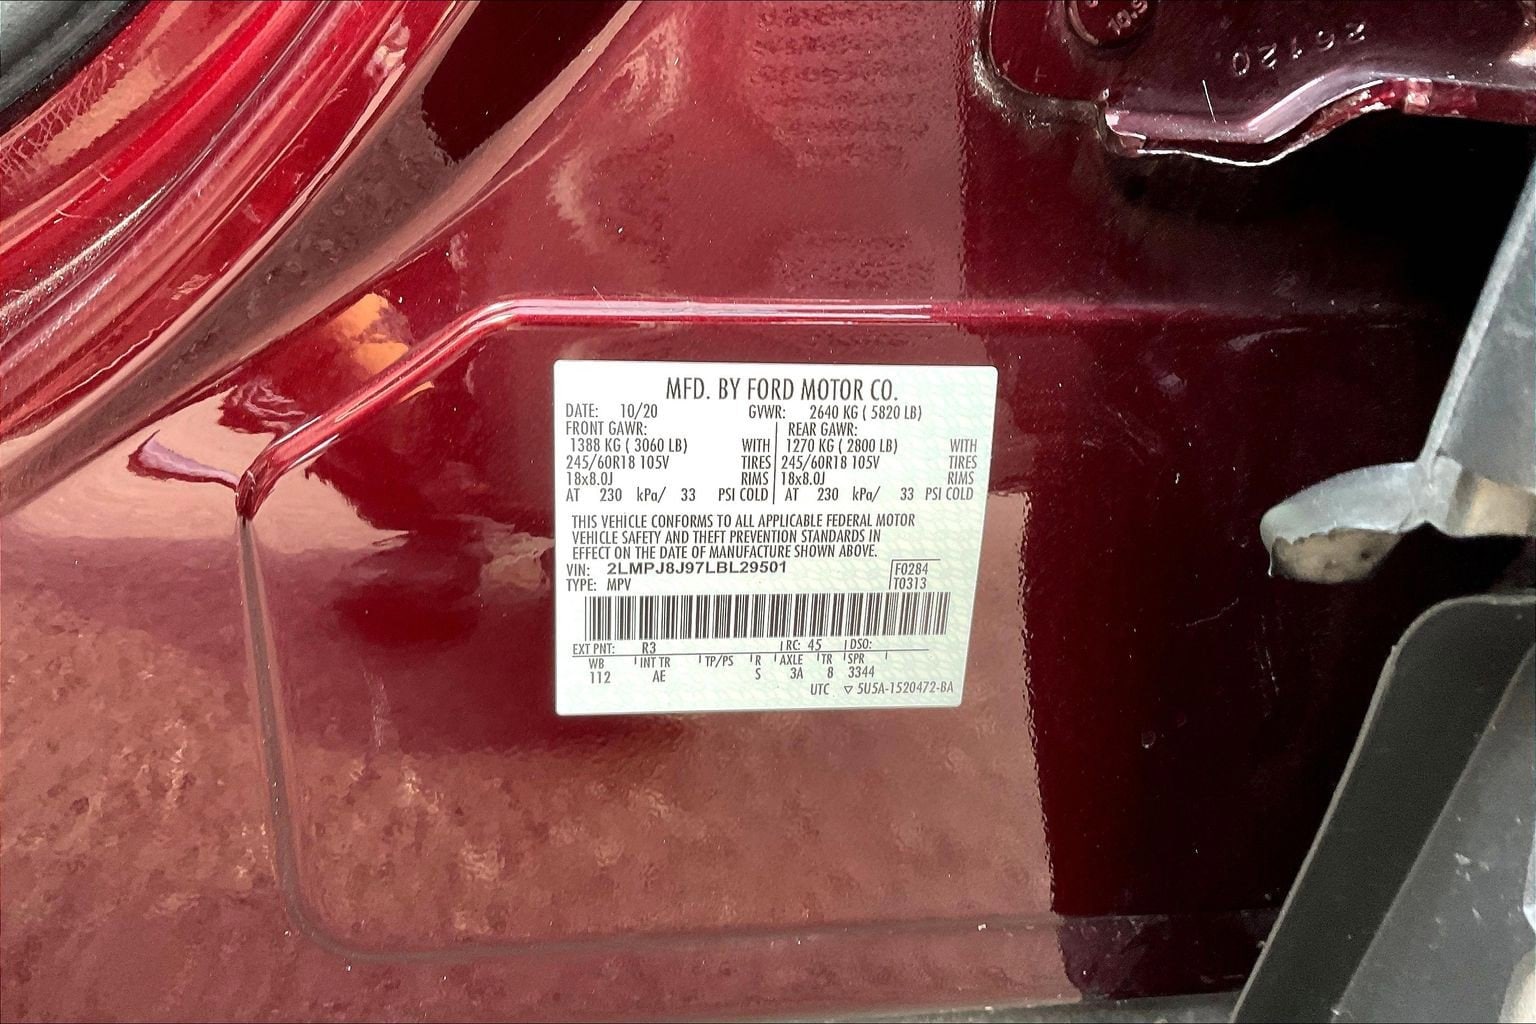 26120
MFD. BY FORD MOTOR CO.
DATE: 10/20 GVWR: 2640 KG ( 5820 LB)
FRONT GAWR: REAR GAWR:
1388 KG ( 3060 LB) WITH 1270 KG ( 2800 LB) WITH
245/60R18 105V TIRES 245/60R18 105V TIRES
18x8.0J RIMS 18x8.0J RIMS
AT 230 kPa/ 33 PSI COLD AT 230 kPa/ 33 PSI COLD
THIS VEHICLE CONFORMS TO ALL APPLICABLE FEDERAL MOTOR
VEHICLE SAFETY AND THEFT PREVENTION STANDARDS IN
EFFECT ON THE DATE OF MANUFACTURE SHOWN ABOVE.
VIN: 2LMPJ8J97LBL29501 F0284
TYPE: MPV T0313
EXT PNT: R3 RC: 45 DSO:
WB INT TR TP/PS R AXLE TR SPR
112 AE S 3A 8 3344
UTC ▽ 5U5A-1520472-BA